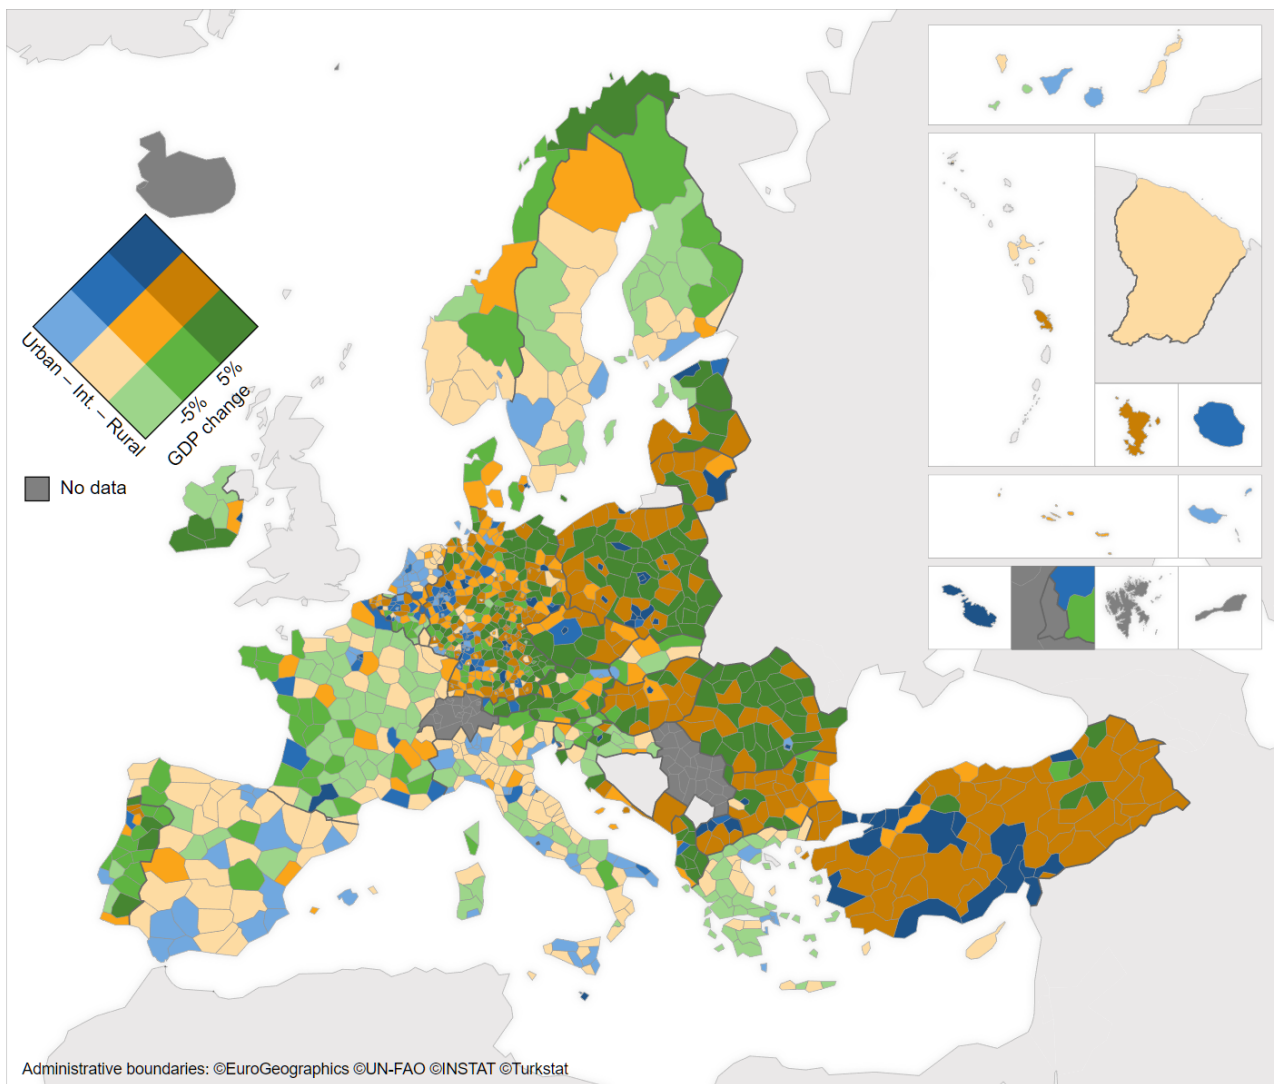 Urban – Int. – Rural
-5%
5%
GDP change
No data
Administrative boundaries: ©EuroGeographics ©UN-FAO ©INSTAT ©Turkstat